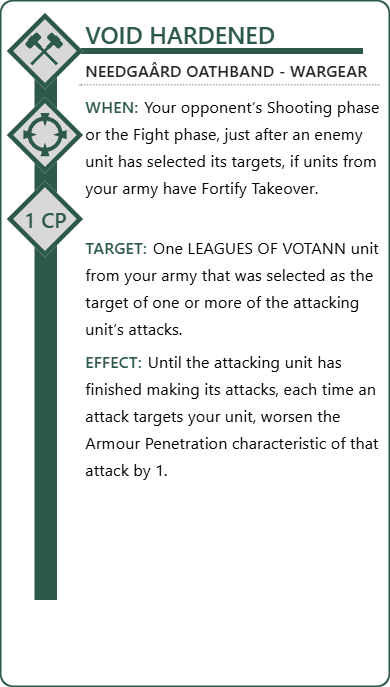 VOID HARDENED
NEEDGAÂRD OATHBAND - WARGEAR
WHEN: Your opponent's Shooting phase
or the Fight phase, just after an enemy
unit has selected its targets, if units from
your army have Fortify Takeover.
1 CP
TARGET: One LEAGUES OF VOTANN unit
from your army that was selected as the
target of one or more of the attacking
unit's attacks.
EFFECT: Until the attacking unit has
finished making its attacks, each time an
attack targets your unit, worsen the
Armour Penetration characteristic of that
attack by 1.